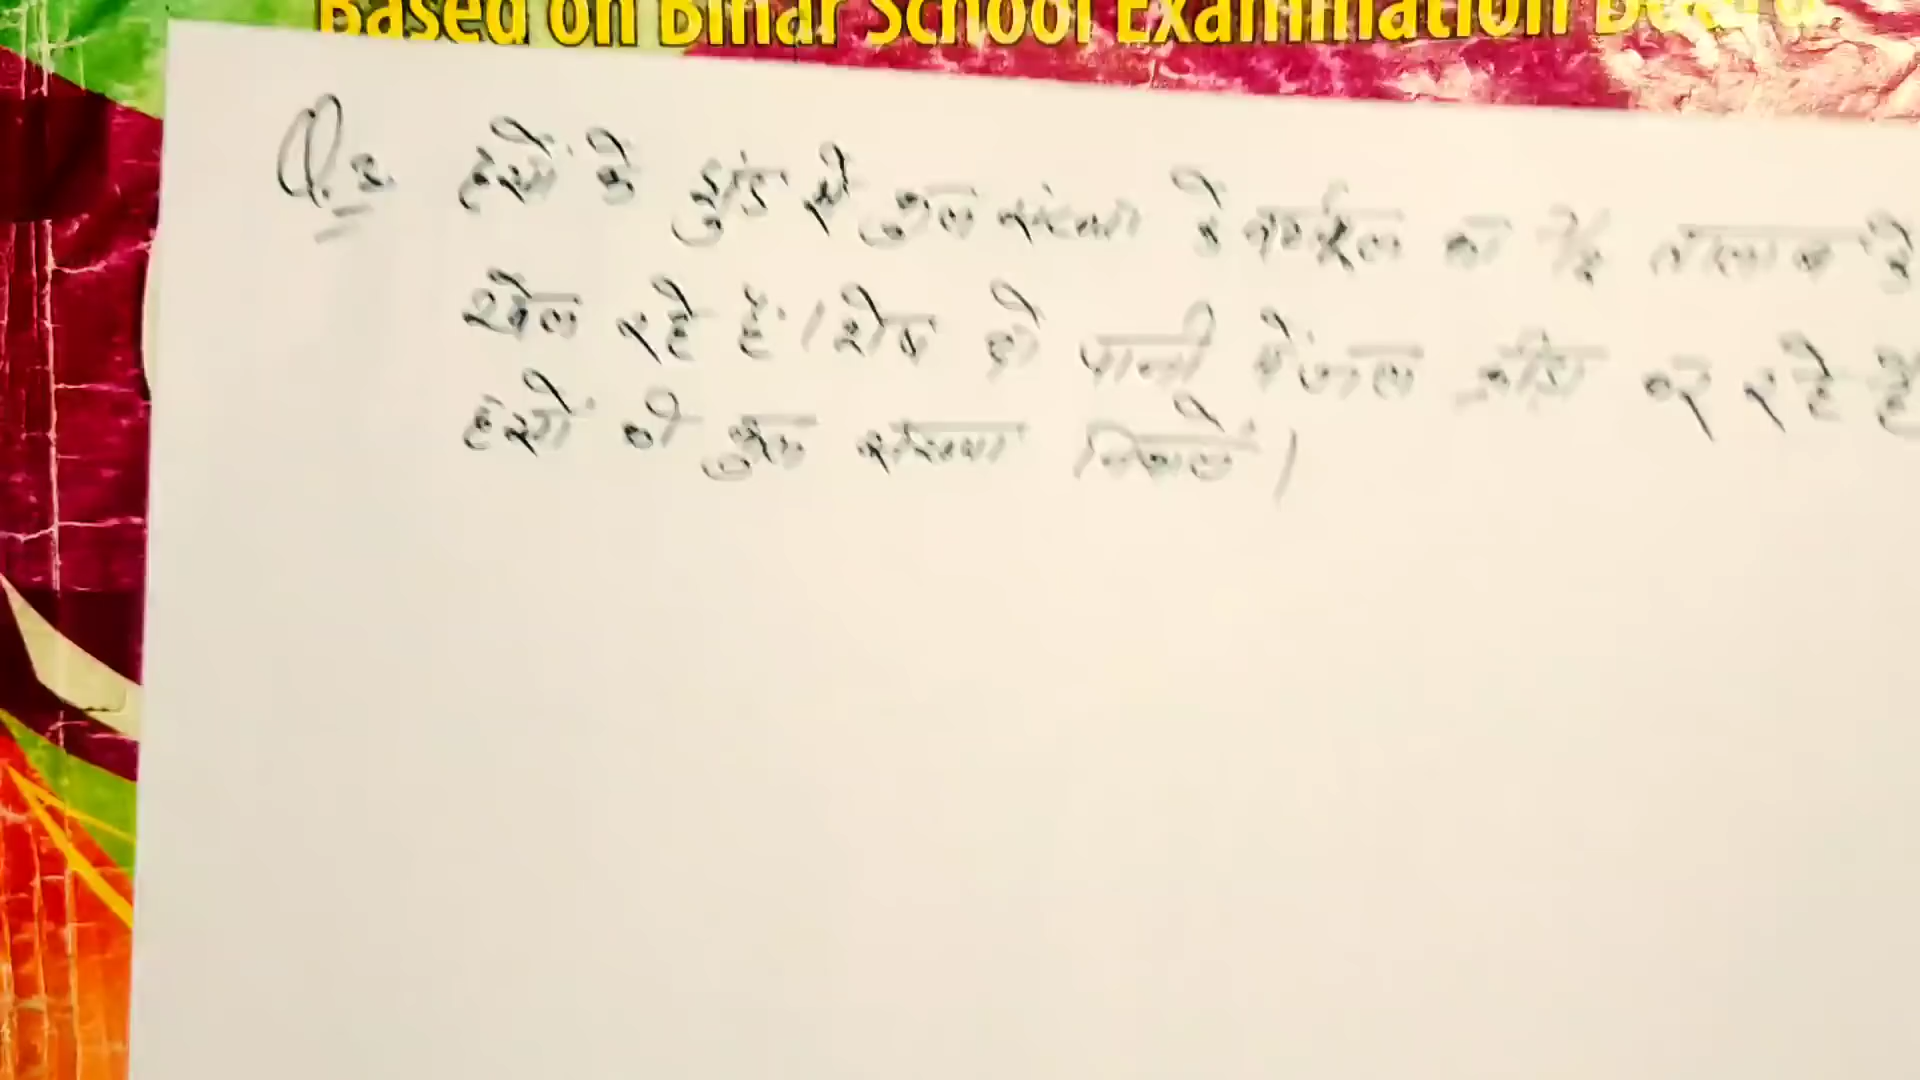 Based on Bihar School Examination Board
Q.2. हंसों के झुंड में कुल संख्या के वर्गमूल का 7/2 तालाब के
खेल रहे हैं। शेष दो पानी में जल क्रीड़ा कर रहे हैं
हंसों की कुल संख्या निकालें।